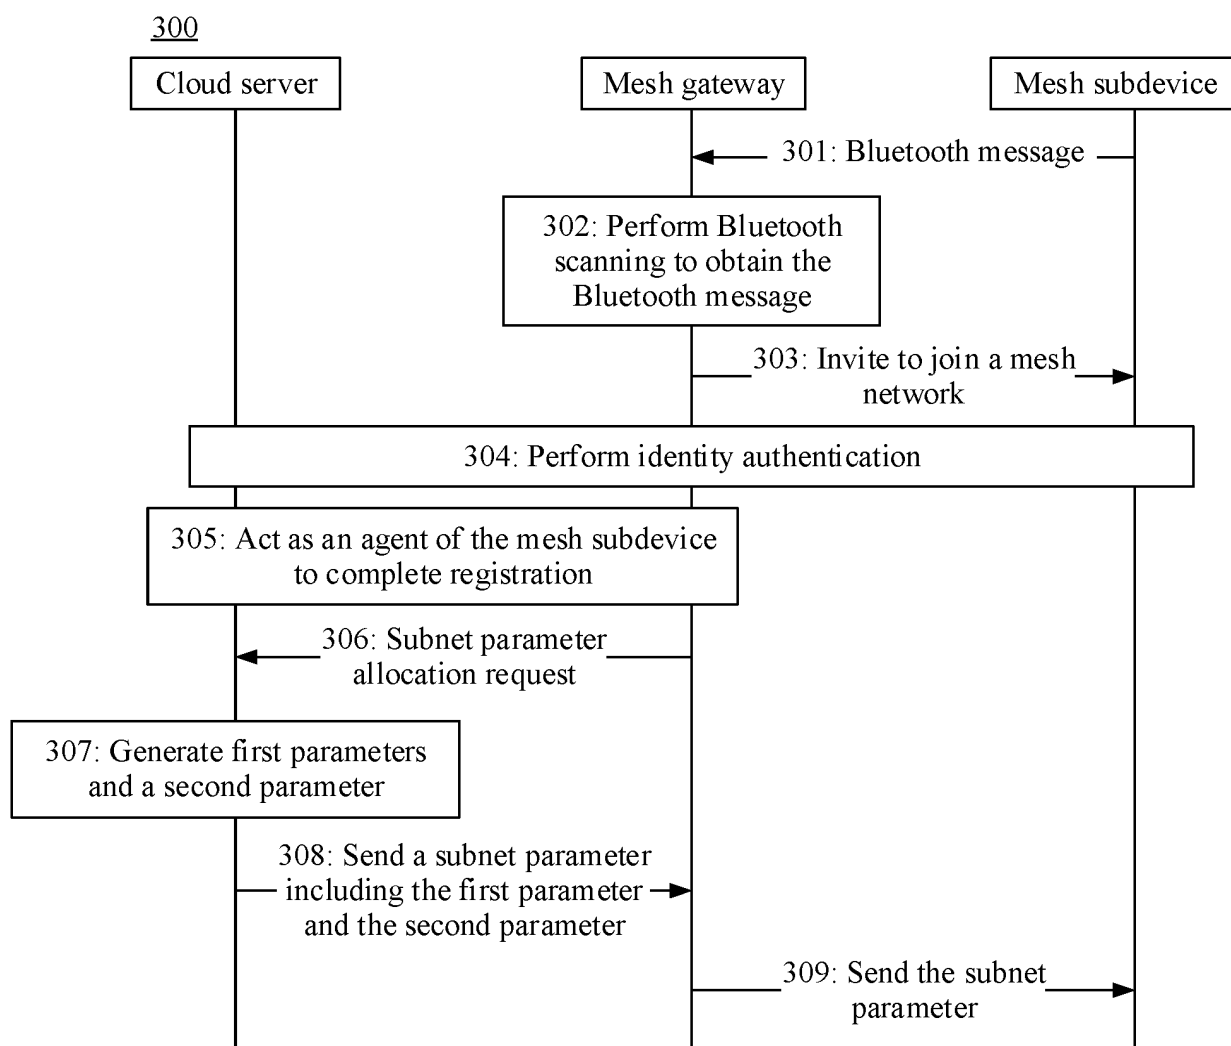 300
Cloud server
Mesh gateway
Mesh subdevice
301: Bluetooth message
302: Perform Bluetooth
scanning to obtain the
Bluetooth message
303: Invite to join a mesh
network
304: Perform identity authentication
305: Act as an agent of the mesh subdevice
to complete registration
306: Subnet parameter
allocation request
307: Generate first parameters
and a second parameter
308: Send a subnet parameter
including the first parameter
and the second parameter
309: Send the subnet
parameter